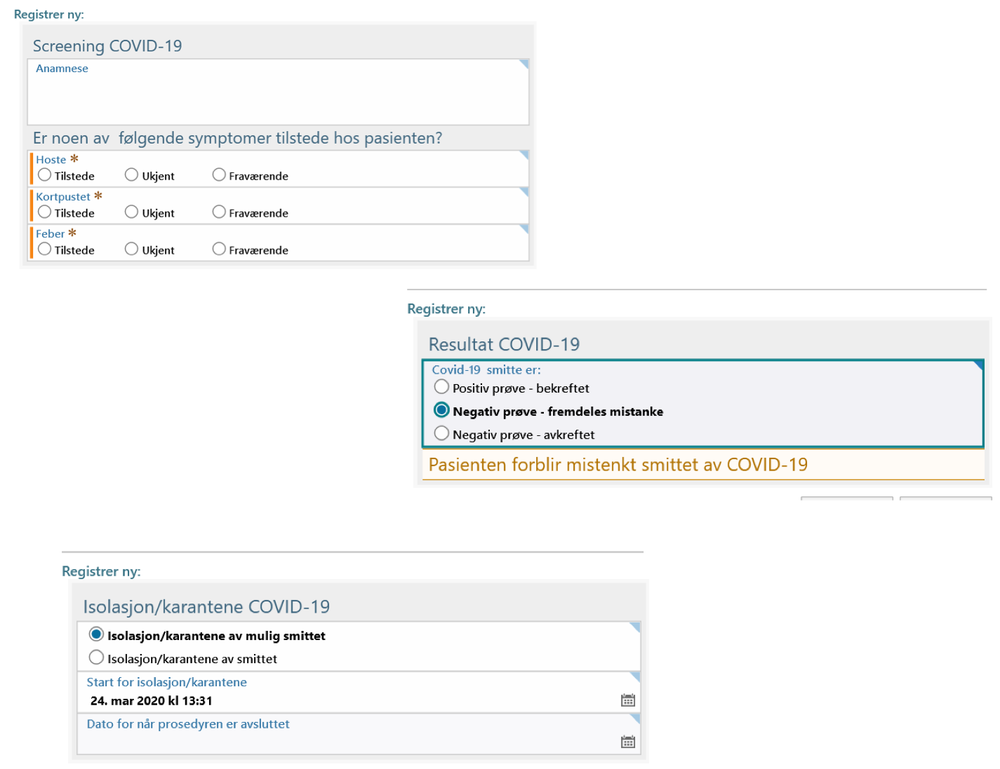 Registrer ny:
Screening COVID-19
Anamnese
Er noen av  følgende symptomer tilstede hos pasienten?
Hoste *
Tilstede Ukjent Fraværende
Kortpustet *
Tilstede Ukjent Fraværende
Feber *
Tilstede Ukjent Fraværende
Registrer ny:
Resultat COVID-19
Covid-19  smitte er:
Positiv prøve - bekreftet
Negativ prøve - fremdeles mistanke
Negativ prøve - avkreftet
Pasienten forblir mistenkt smittet av COVID-19
Registrer ny:
Isolasjon/karantene COVID-19
Isolasjon/karantene av mulig smittet
Isolasjon/karantene av smittet
Start for isolasjon/karantene
24. mar 2020 kl 13:31
Dato for når prosedyren er avsluttet